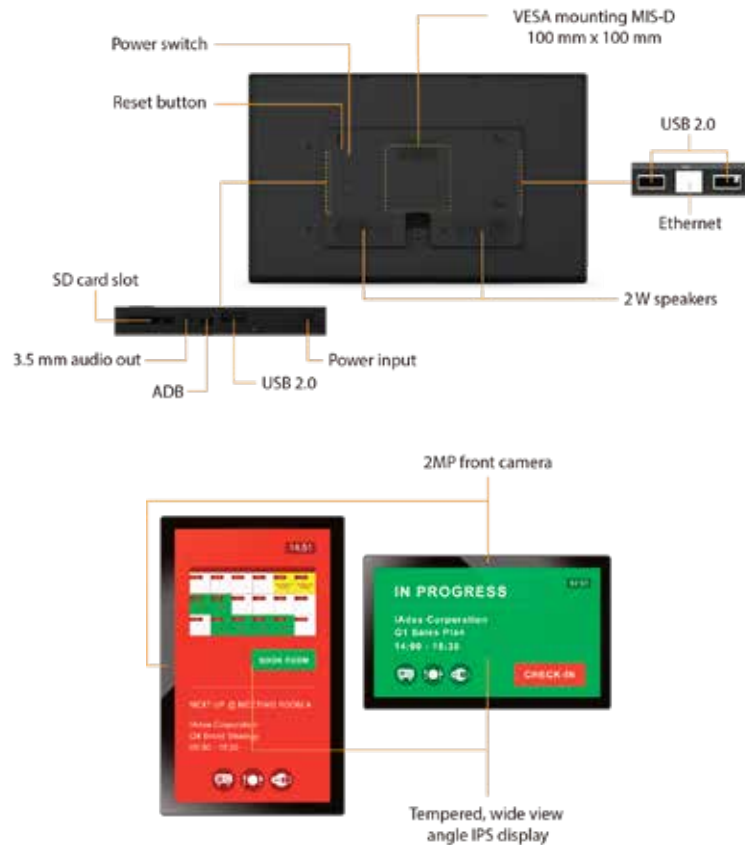 VESA mounting MIS-D
100 mm x 100 mm
Power switch
Reset button
USB 2.0
Ethernet
SD card slot
2 W speakers
3.5 mm audio out
ADB
USB 2.0
Power input
2MP front camera
14:51
BOOK ROOM
NEXT UP @ MEETING ROOM A
IAdea Corporation
IN PROGRESS
IAdea Corporation
Q1 Sales Plan
14:00 - 15:30
CHECK-IN
Tempered, wide view
angle IPS display